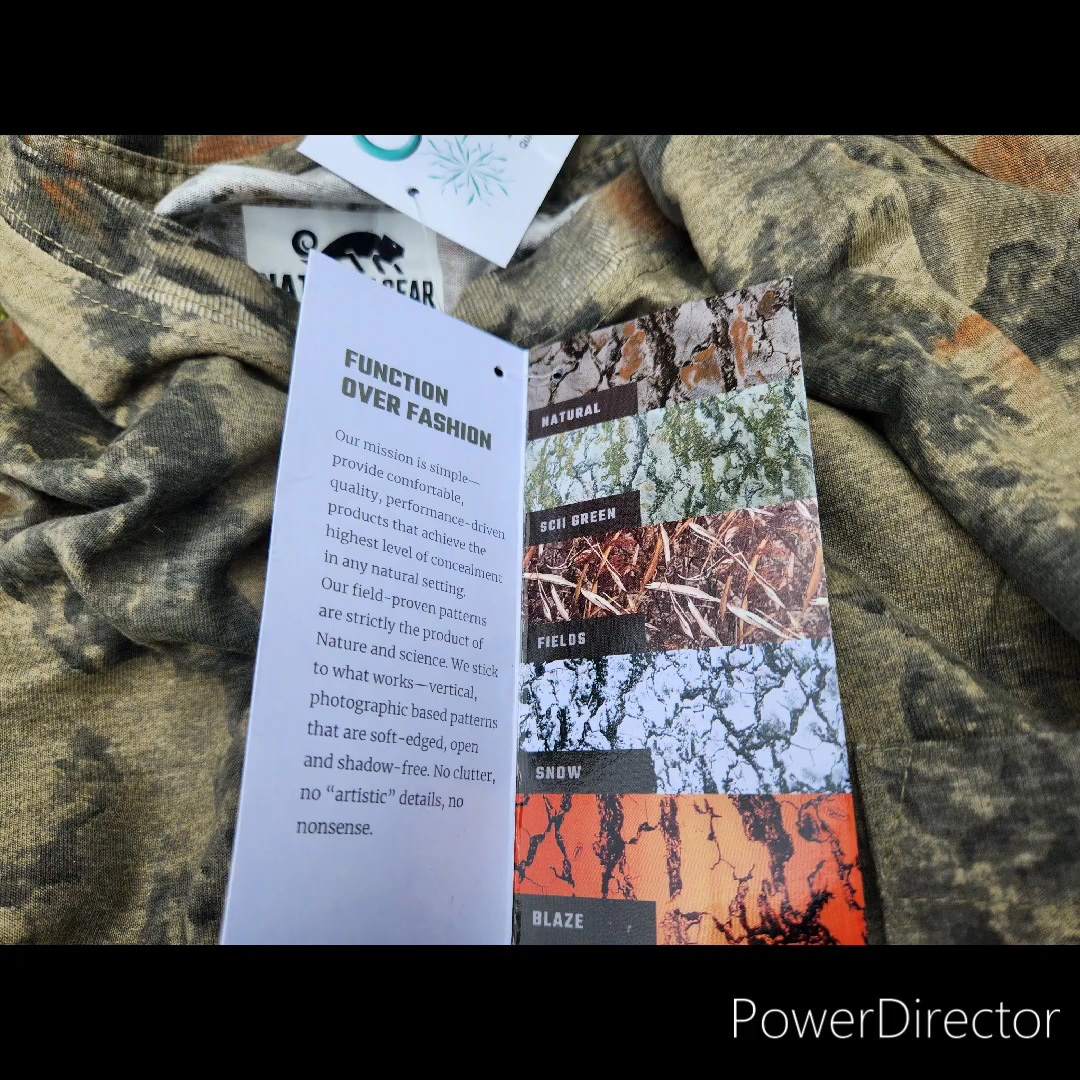 FUNCTION
OVER FASHION
Our mission is simple—
provide comfortable,
quality, performance-driven
products that achieve the
highest level of concealment
in any natural setting.
Our field-proven patterns
are strictly the product of
Nature and science. We stick
to what works—vertical,
photographic based patterns
that are soft-edged, open
and shadow-free. No clutter,
no “artistic” details, no
nonsense.
NATURAL
SCII GREEN
FIELDS
SNOW
BLAZE
PowerDirector